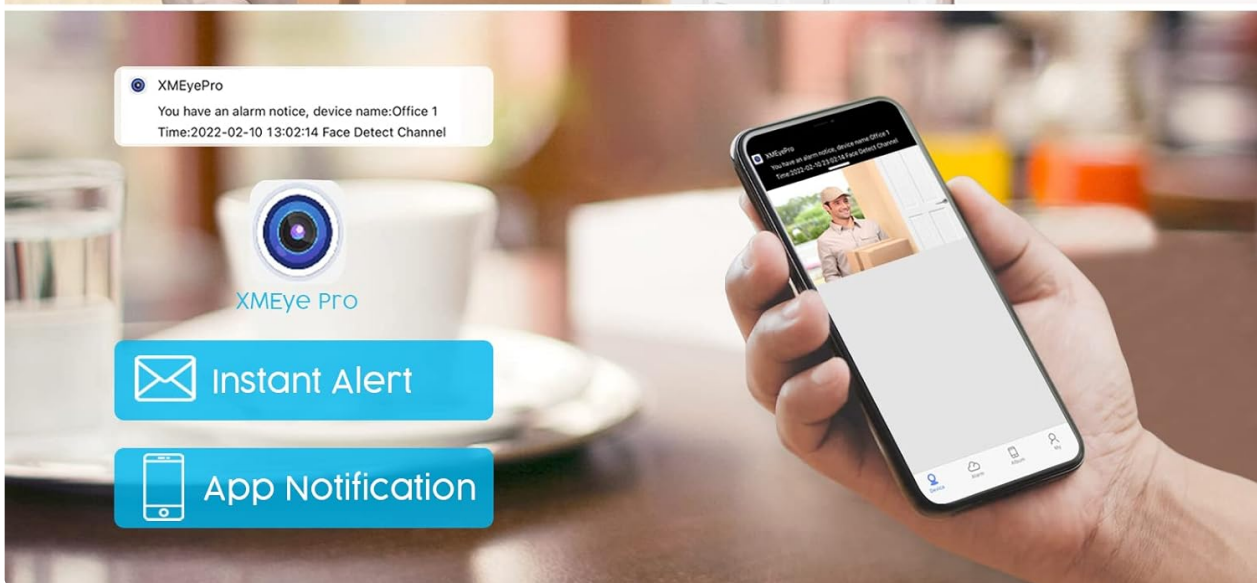 XMEyePro
You have an alarm notice, device name:Office 1
Time:2022-02-10 13:02:14 Face Detect Channel
XMEye Pro
Instant Alert
App Notification
XMEyePro
You have an alarm notice, device name:Office 1
Time:2022-02-10 13:02:14 Face Detect Channel
Device
Alarm
Album
My